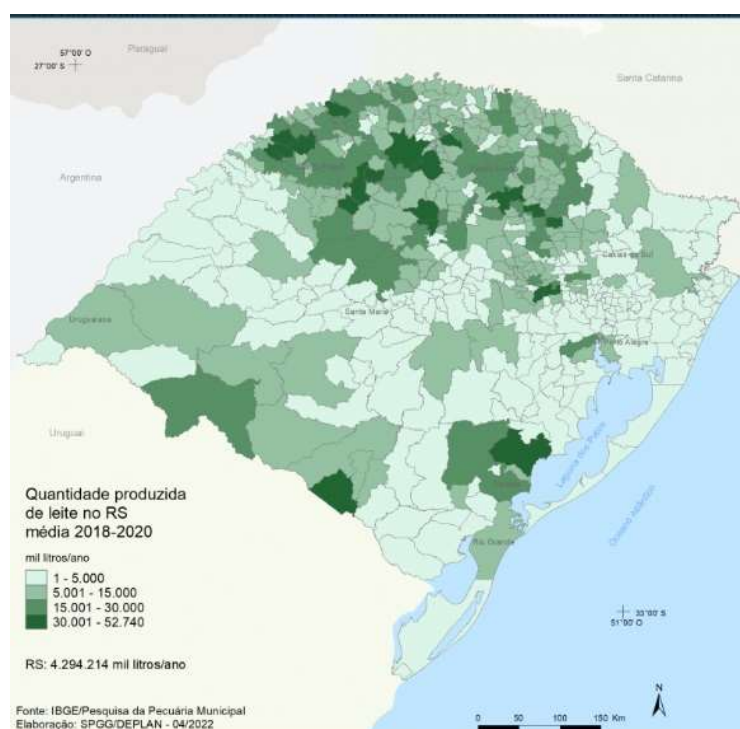 Paraguai
57°00' O
27°00' S
Santa Catarina
Argentina
Caxias do Sul
Uruguaiana
Santa Maria
Porto Alegre
Uruguai
Laguna dos Patos
Oceano Atlântico
Rio Grande
Quantidade produzida
de leite no RS
média 2018-2020
mil litros/ano
1 - 5.000
5.001 - 15.000
15.001 - 30.000
30.001 - 52.740
RS: 4.294.214 mil litros/ano
33°00' S
51°00' O
N
Fonte: IBGE/Pesquisa da Pecuária Municipal
Elaboração: SPGG/DEPLAN - 04/2022
0 50 100 150 Km